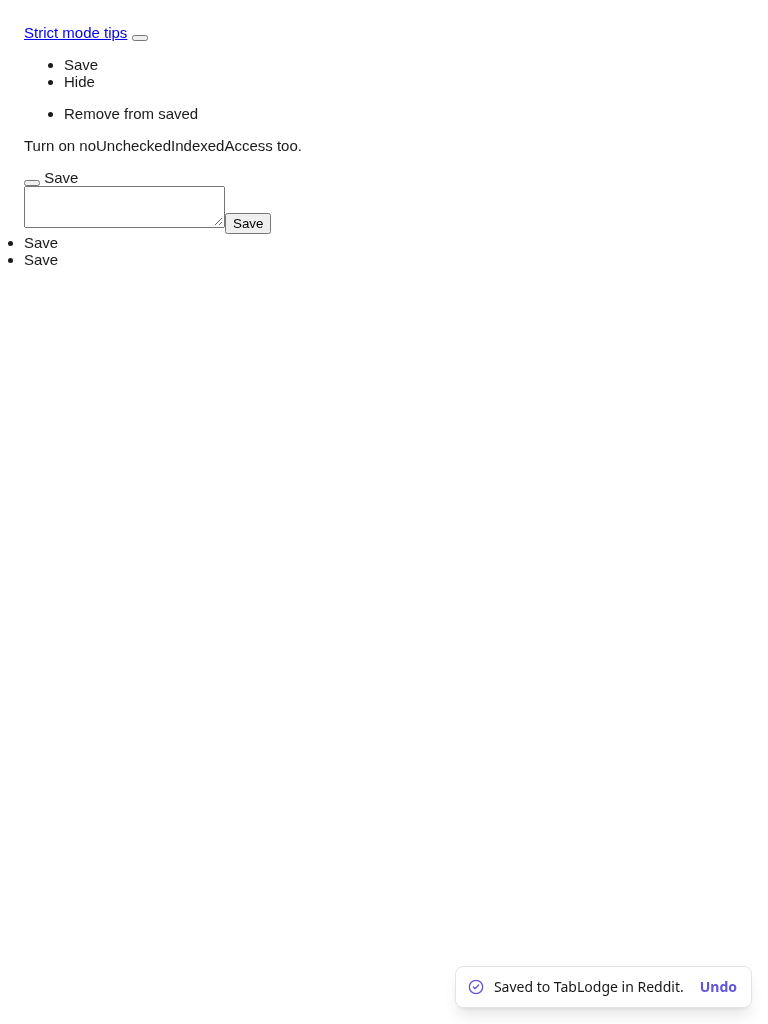 Strict mode tips
Save
Hide
Remove from saved
Turn on noUncheckedIndexedAccess too.
Save
Save
Save
Save
Saved to TabLodge in Reddit. Undo